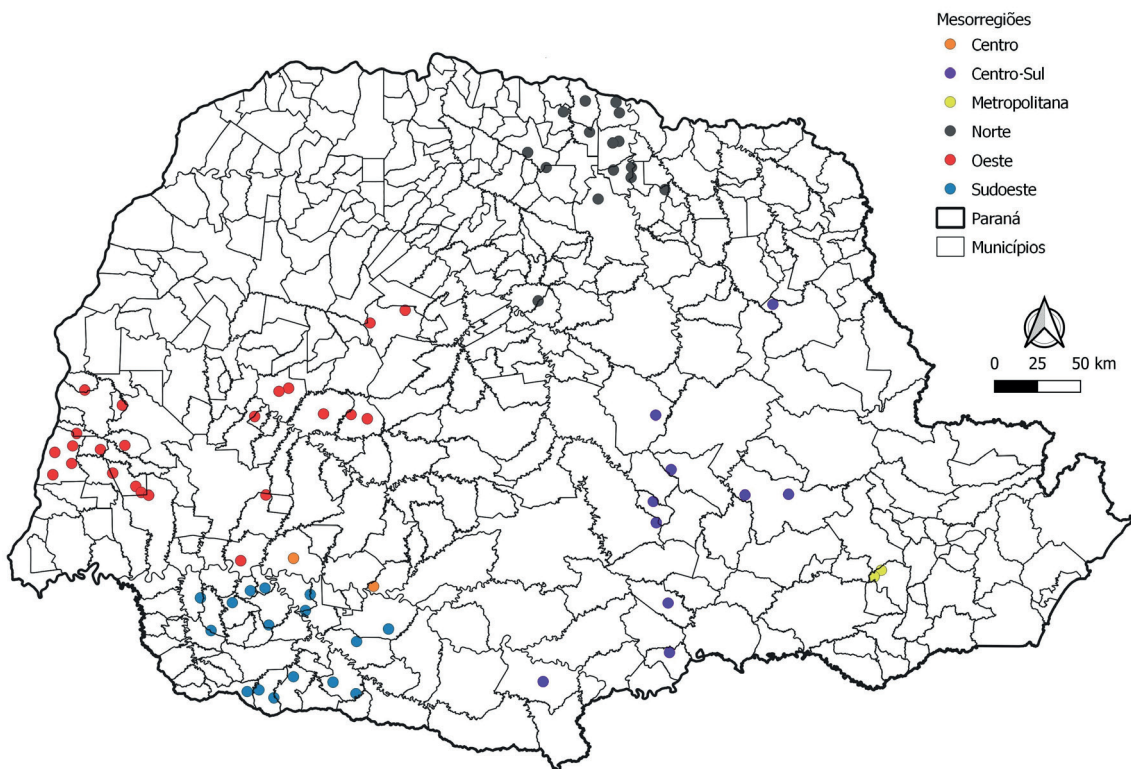 Mesorregiões
Centro
Centro-Sul
Metropolitana
Norte
Oeste
Sudoeste
Paraná
Municípios
0 25 50 km